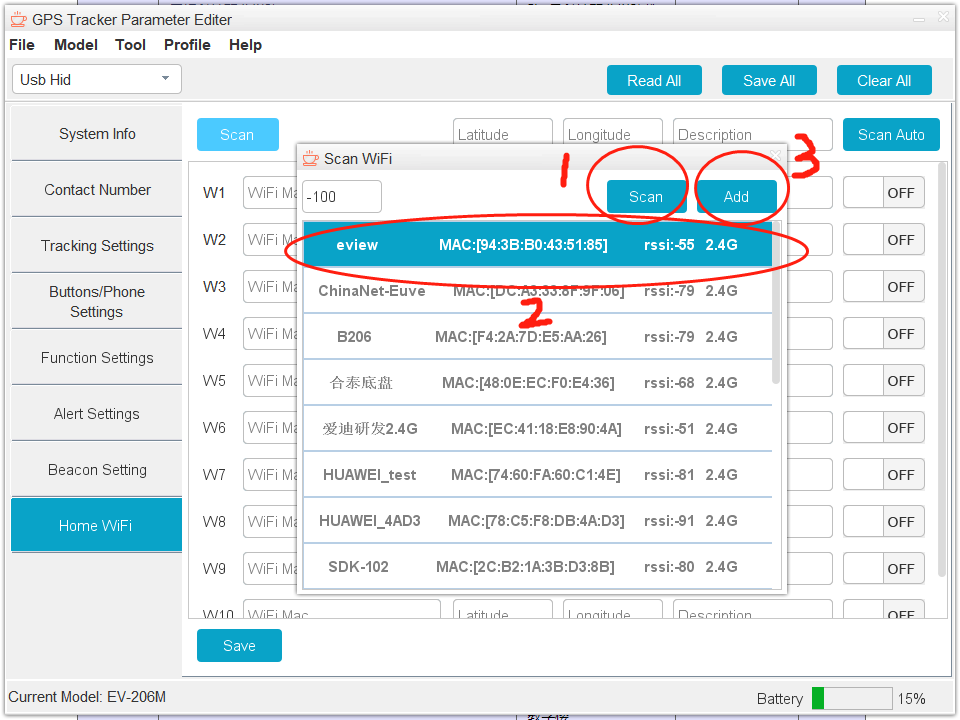 GPS Tracker Parameter Editer
File Model Tool Profile Help
Usb Hid Read All Save All Clear All
System Info
Contact Number
Tracking Settings
Buttons/Phone
Settings
Function Settings
Alert Settings
Beacon Setting
Home WiFi
Scan Latitude Longitude Description Scan Auto
Scan WiFi
1 3
-100 Scan Add
eview MAC:[94:3B:B0:43:51:85] rssi:-55 2.4G
ChinaNet-Euve MAC:[DC:A3:33:8F:9F:06] rssi:-79 2.4G
2
B206 MAC:[F4:2A:7D:E5:AA:26] rssi:-79 2.4G
合泰底盘 MAC:[48:0E:EC:F0:E4:36] rssi:-68 2.4G
爱迪研发2.4G MAC:[EC:41:18:E8:90:4A] rssi:-51 2.4G
HUAWEI_test MAC:[74:60:FA:60:C1:4E] rssi:-81 2.4G
HUAWEI_4AD3 MAC:[78:C5:F8:DB:4A:D3] rssi:-91 2.4G
SDK-102 MAC:[2C:B2:1A:3B:D3:8B] rssi:-80 2.4G
W1 WiFi Ma OFF
W2 WiFi Ma OFF
W3 WiFi Ma OFF
W4 WiFi Ma OFF
W5 WiFi Ma OFF
W6 WiFi Ma OFF
W7 WiFi Ma OFF
W8 WiFi Ma OFF
W9 WiFi Ma OFF
W10 WiFi Mac Latitude Longitude Description OFF
Save
Current Model: EV-206M Battery 15%